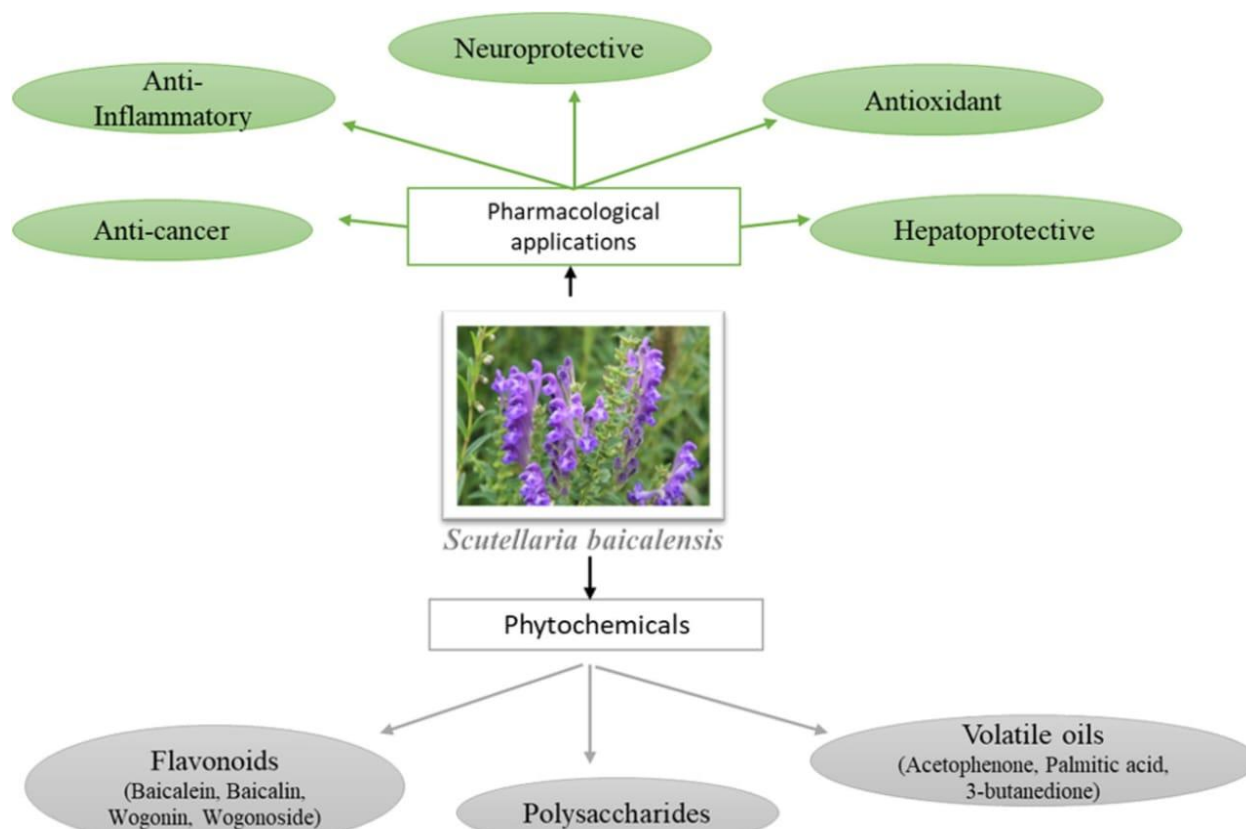 Neuroprotective
Anti-
Inflammatory
Antioxidant
Anti-cancer
Pharmacological
applications
Hepatoprotective
Scutellaria baicalensis
Phytochemicals
Flavonoids
(Baicalein, Baicalin,
Wogonin, Wogonoside)
Polysaccharides
Volatile oils
(Acetophenone, Palmitic acid,
3-butanedione)